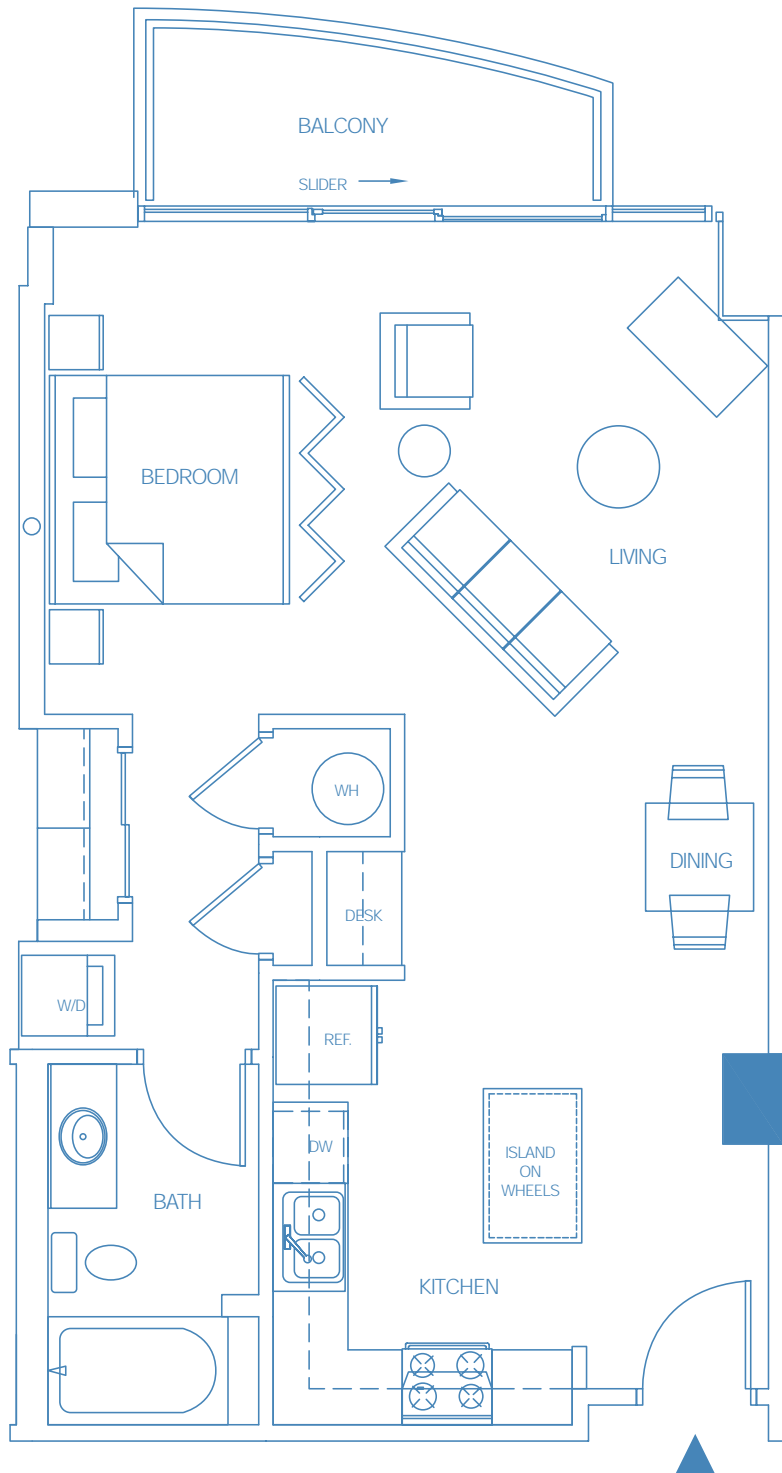 BALCONY
SLIDER
BEDROOM
LIVING
WH
DINING
DESK
W/D
REF.
DW
ISLAND
ON
WHEELS
BATH
KITCHEN